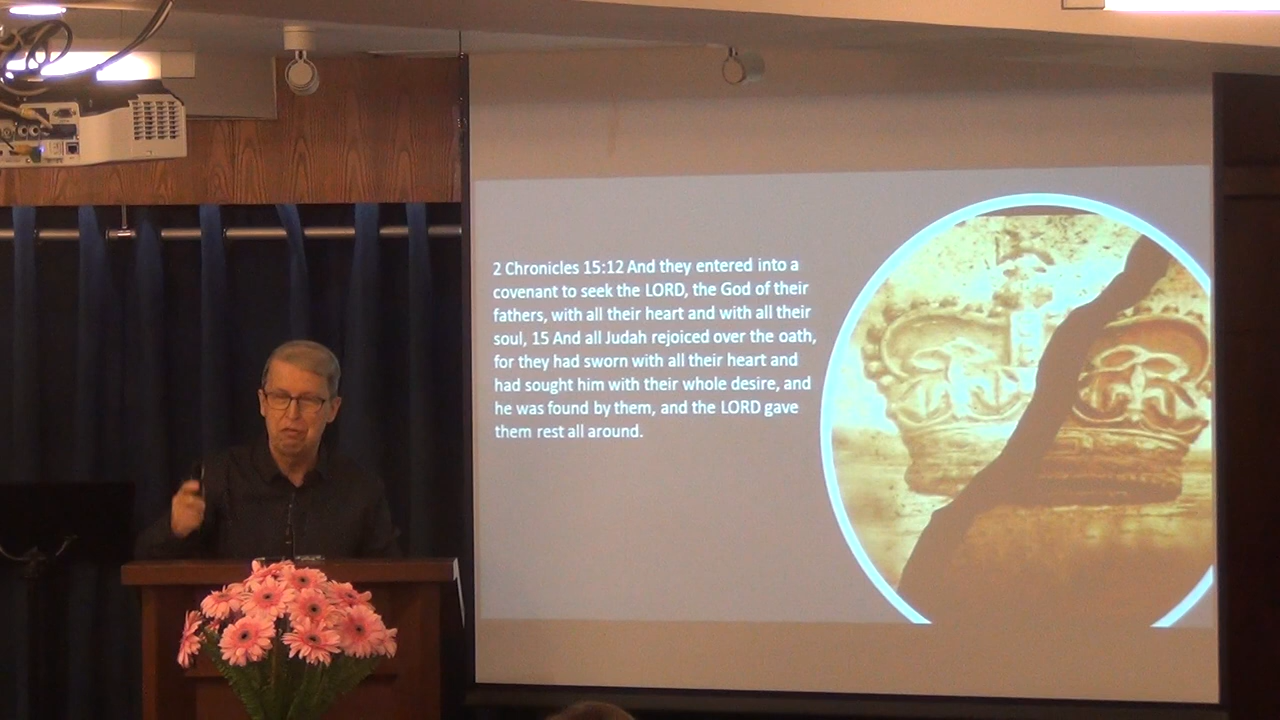 2 Chronicles 15:12 And they entered into a
covenant to seek the LORD, the God of their
fathers, with all their heart and with all their
soul, 15 And all Judah rejoiced over the oath,
for they had sworn with all their heart and
had sought him with their whole desire, and
he was found by them, and the LORD gave
them rest all around.